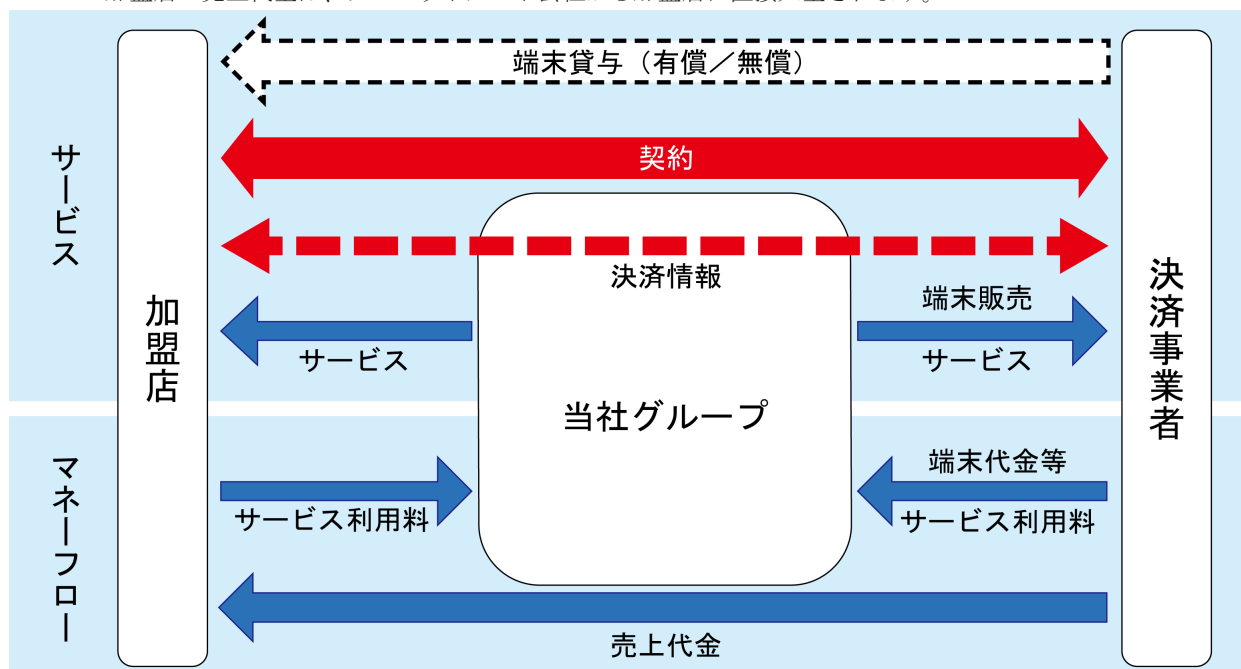 端末貸与（有償／無償）
契約
サービス
決済情報
端末販売
サービス
サービス
加盟店
決済事業者
当社グループ
マネーフロー
端末代金等
サービス利用料
サービス利用料
売上代金